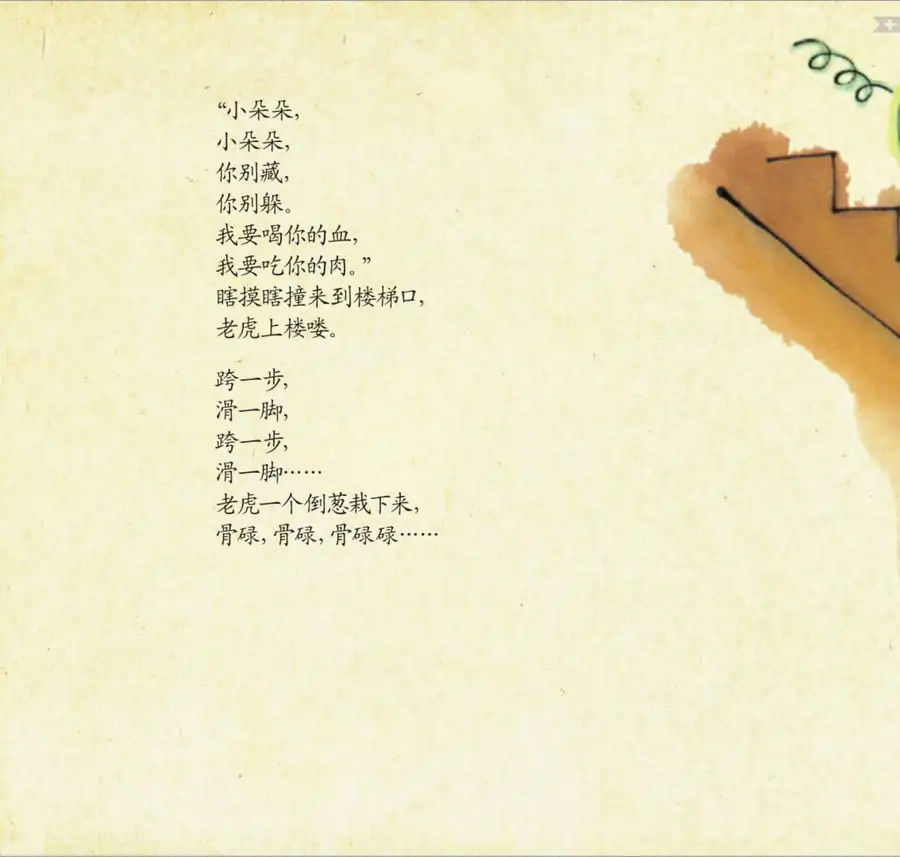 “小朵朵,
小朵朵,
你别藏,
你别躲。
我要喝你的血,
我要吃你的肉。”
瞎摸瞎撞来到楼梯口,
老虎上楼喽。
跨一步,
滑一脚,
跨一步,
滑一脚……
老虎一个倒葱栽下来,
骨碌, 骨碌, 骨碌碌……